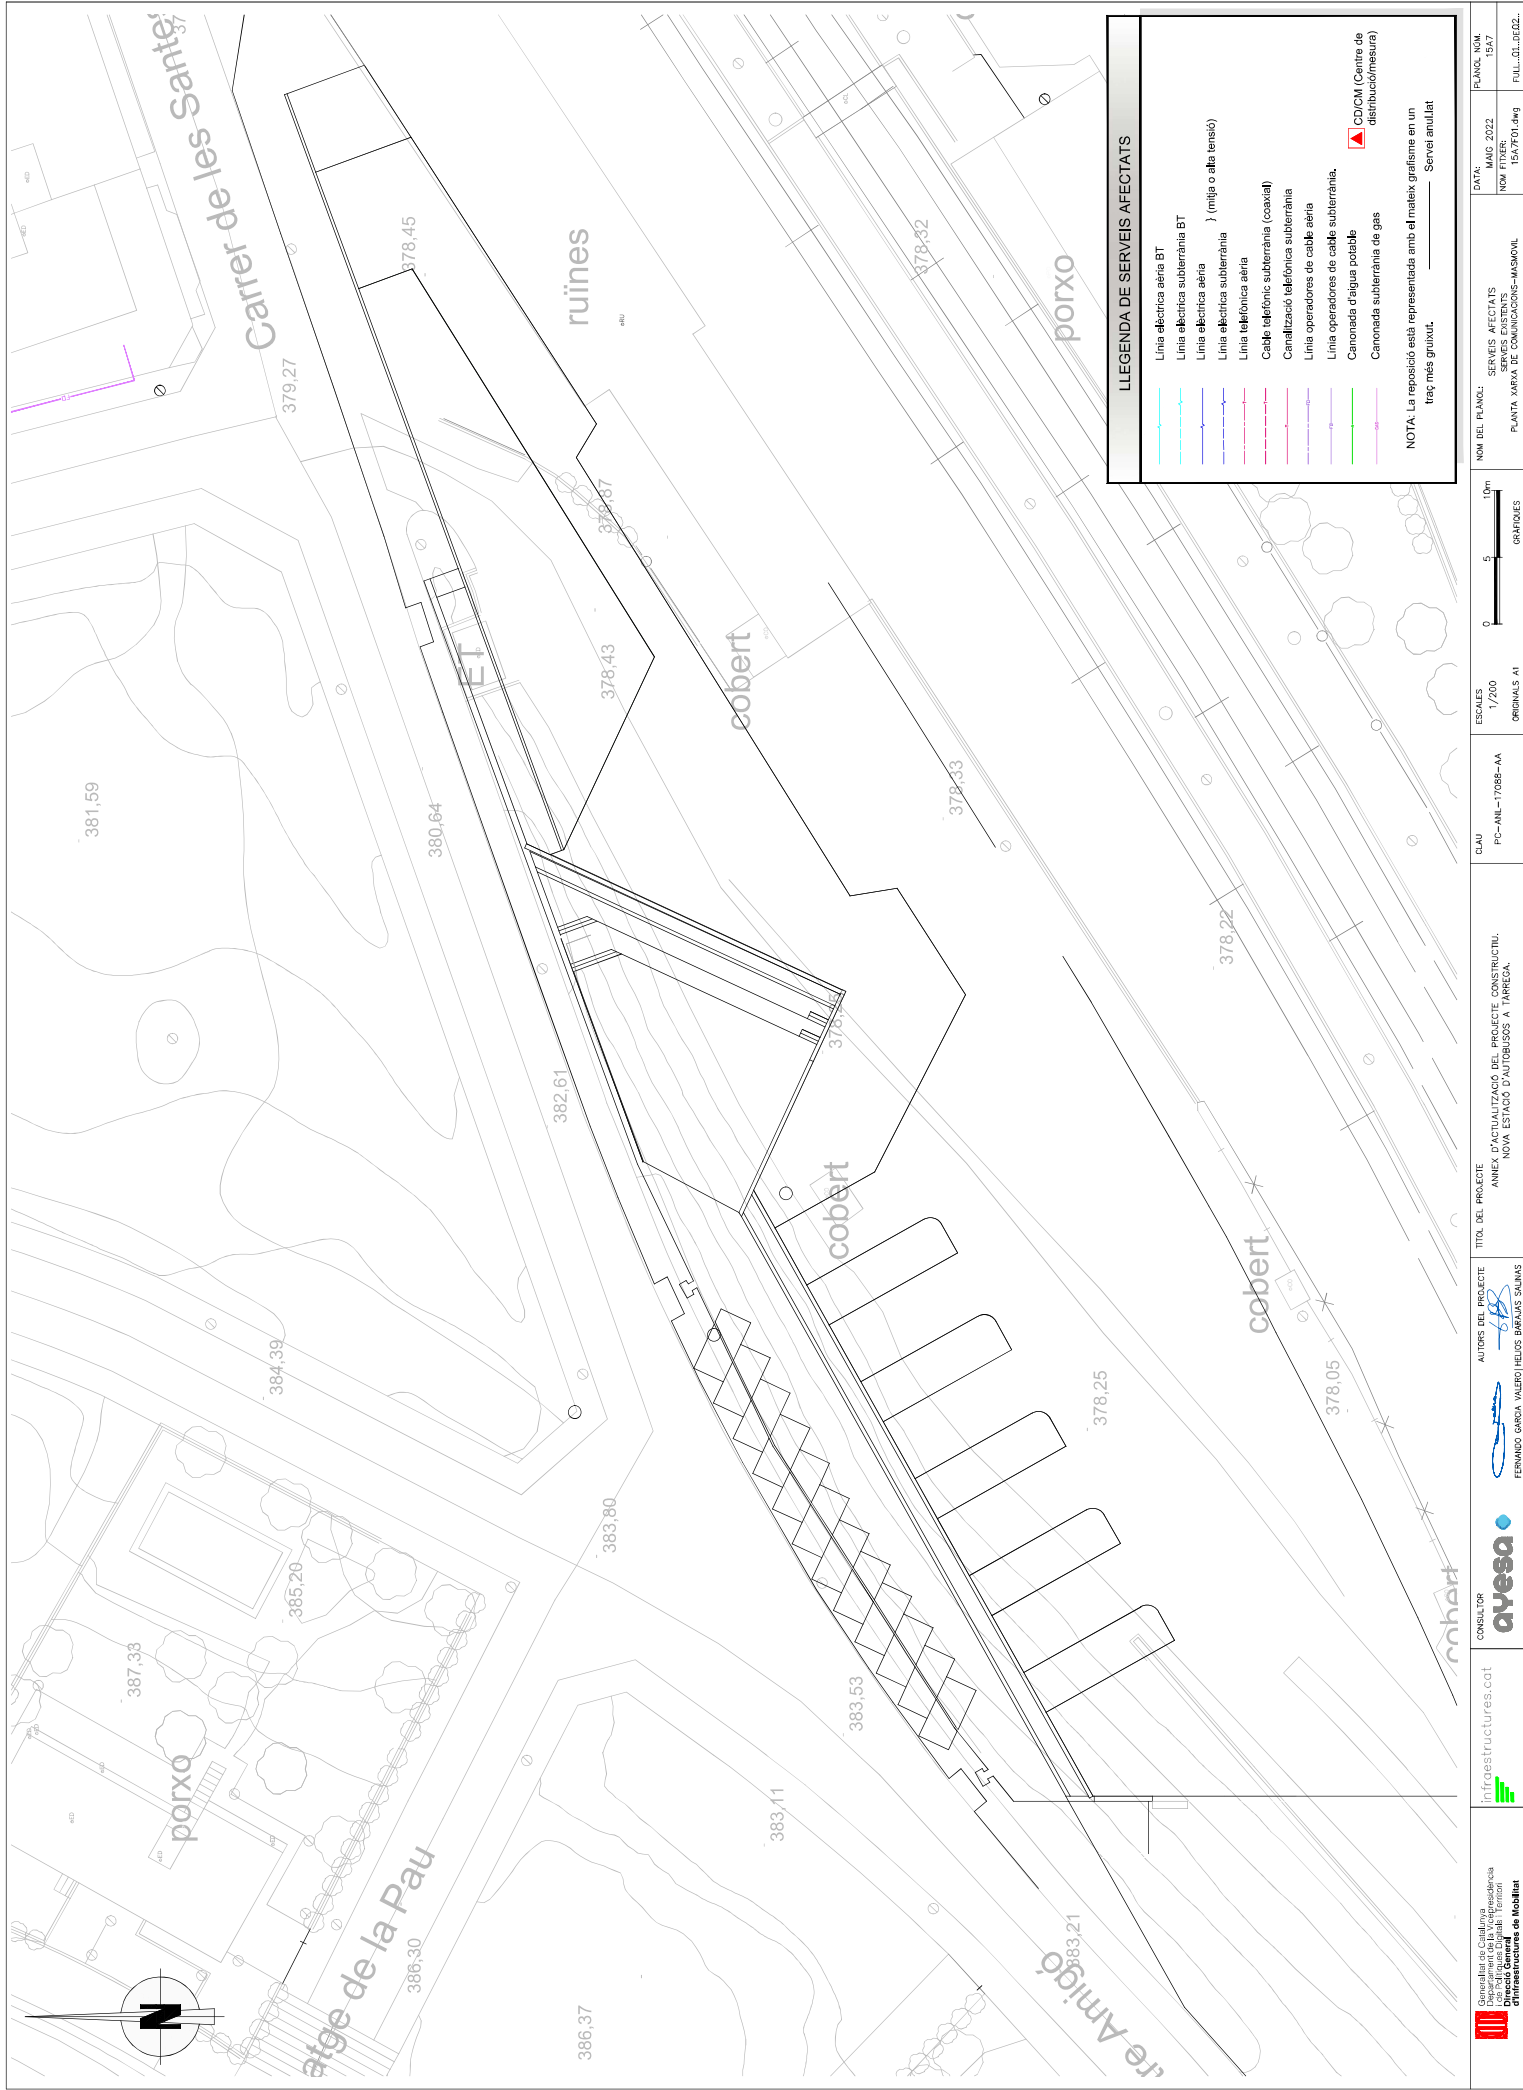 Carrer de les Santes
379,27
378,45
ruïnes
eRU
378,32
porxo
381,59
380,64
ET
378,43
378,87
cobert
378,33
378,22
382,61
cobert
cobert
384,39
383,80
378,25
378,05
385,20
387,33
porxo
383,53
383,11
383,21
386,30
386,37
atge de la Pau
re Amigó
cobert
N
LLEGENDA DE SERVEIS AFECTATS
Línia elèctrica aèria BT
Línia elèctrica subterrània BT
Línia elèctrica aèria
} (mitja o alta tensió)
Línia elèctrica subterrània
Línia telefònica aèria
Cable telefònic subterrània (coaxial)
Canalització telefònica subterrània
Línia operadores de cable aèria
Línia operadores de cable subterrània.
Canonada d'aigua potable
Canonada subterrània de gas
CD/CM (Centre de
distribució/mesura)
NOTA: La reposició està representada amb el mateix grafisme en un
traç més gruixut.
Servei anul.lat
Generalitat de Catalunya
Departament de la Vicepresidència
i de Polítiques Digitals i Territori
Direcció General
d'Infraestructures de Mobilitat
infraestructures.cat
CONSULTOR
ayesa
AUTORS DEL PROJECTE
FERNANDO GARCIA VALERO | HELIOS BARAJAS SALINAS
TITOL DEL PROJECTE
ANNEX D'ACTUALITZACIÓ DEL PROJECTE CONSTRUCTIU.
NOVA ESTACIÓ D'AUTOBUSOS A TÀRREGA.
CLAU
PC-ANL-17088-AA
ESCALES
1/200
ORIGINALS A1
0 5 10m
GRÀFIQUES
NOM DEL PLÀNOL:
SERVEIS AFECTATS
SERVEIS EXISTENTS
PLANTA XARXA DE COMUNICACIONS-MASMOVIL
DATA:
MAIG 2022
NOM FITXER:
15A7F01.dwg
PLÀNOL NÚM.
15A7
FULL..01..DE02..